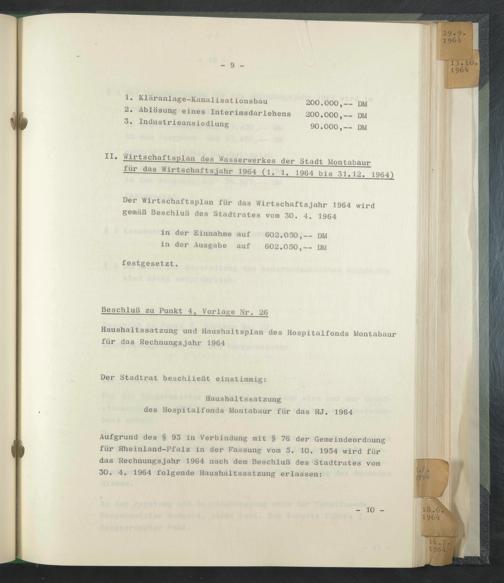 - 9 -
1. Kläranlage-Kanalisationsbau 200.000,-- DM
2. Ablösung eines Interimsdarlehens 200.000,-- DM
3. Industrieansiedlung 90.000,-- DM
II. Wirtschaftsplan des Wasserwerkes der Stadt Montabaur
für das Wirtschaftsjahr 1964 (1. 1. 1964 bis 31.12. 1964)
Der Wirtschaftsplan für das Wirtschaftsjahr 1964 wird
gemäß Beschluß des Stadtrates vom 30. 4. 1964
in der Einnahme auf 602.050,-- DM
in der Ausgabe auf 602.050,-- DM
festgesetzt.
Beschluß zu Punkt 4, Vorlage Nr. 26
Haushaltssatzung und Haushaltsplan des Hospitalfonds Montabaur
für das Rechnungsjahr 1964
Der Stadtrat beschließt einstimmig:
Haushaltssatzung
des Hospitalfonds Montabaur für das RJ. 1964
Aufgrund des § 93 in Verbindung mit § 76 der Gemeindeordnung
für Rheinland-Pfalz in der Fassung vom 5. 10. 1954 wird für
das Rechnungsjahr 1964 nach dem Beschluß des Stadtrates vom
30. 4. 1964 folgende Haushaltssatzung erlassen:
- 10 -
29.9.
1964
13.10.
1964
18.6.
1964
1964